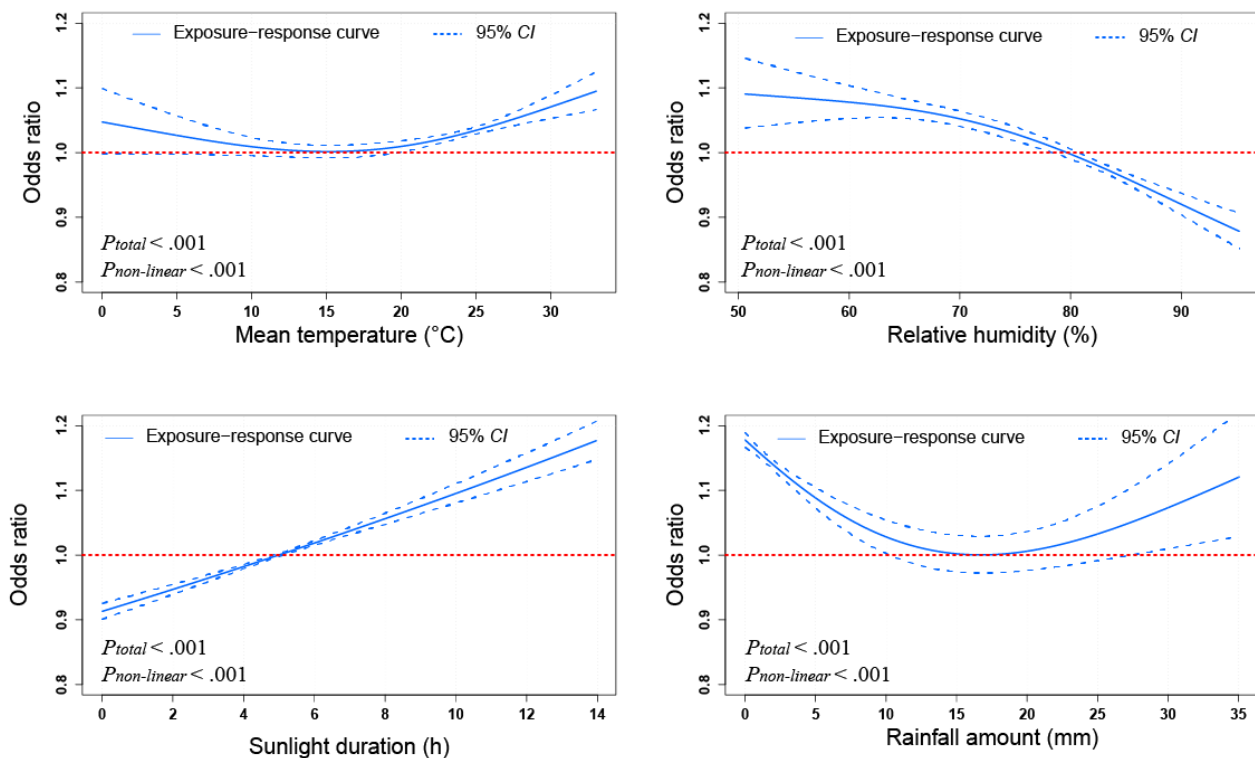 Exposure−response curve 95% CI
Odds ratio
0.8 0.9 1.0 1.1 1.2
Ptotal < .001
Pnon-linear < .001
0 5 10 15 20 25 30
Mean temperature (°C)
Exposure−response curve 95% CI
Odds ratio
0.8 0.9 1.0 1.1 1.2
Ptotal < .001
Pnon-linear < .001
50 60 70 80 90
Relative humidity (%)
Exposure−response curve 95% CI
Odds ratio
0.8 0.9 1.0 1.1 1.2
Ptotal < .001
Pnon-linear < .001
0 2 4 6 8 10 12 14
Sunlight duration (h)
Exposure−response curve 95% CI
Odds ratio
0.8 0.9 1.0 1.1 1.2
Ptotal < .001
Pnon-linear < .001
0 5 10 15 20 25 30 35
Rainfall amount (mm)